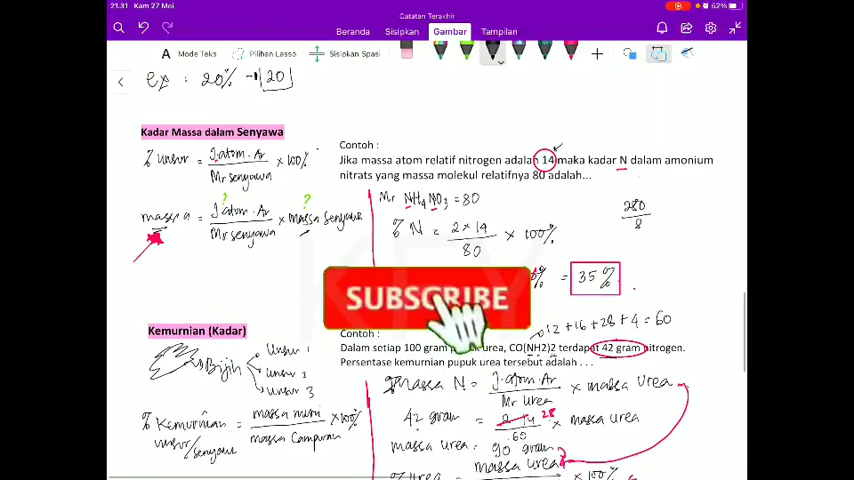 21.31 Kam 27 Mei
Catatan Terakhir
62%
Beranda Sisipkan Gambar Tampilan
A Mode Teks Pilihan Lasso Sisipkan Spasi
ex : 20% → 20
Kadar Massa dalam Senyawa
% unsur = J.atom . Ar / Mr senyawa × 100%
massa = J.atom . Ar / Mr senyawa × massa senyawa
? ?
Contoh :
Jika massa atom relatif nitrogen adalah 14 maka kadar N dalam amonium
nitrats yang massa molekul relatifnya 80 adalah...
Mr NH4 NO3 = 80
% N = 2 × 14 / 80 × 100%
280 / 8
% = 35 %
SUBSCRIBE
Kemurnian (Kadar)
Bijih
Unsur 1
Unsur 2
Unsur 3
% Kemurnian unsur/senyawa = massa murni / massa campuran × 100%
12 + 16 + 28 + 4 = 60
Contoh :
Dalam setiap 100 gram pupuk urea, CO(NH2)2 terdapat 42 gram nitrogen.
Persentase kemurnian pupuk urea tersebut adalah ...
Massa N = J.atom . Ar / Mr Urea × massa Urea
42 gram = 2 . 14 28 / 60 × massa Urea
massa urea = 90 gram
% urea = massa urea × 100%